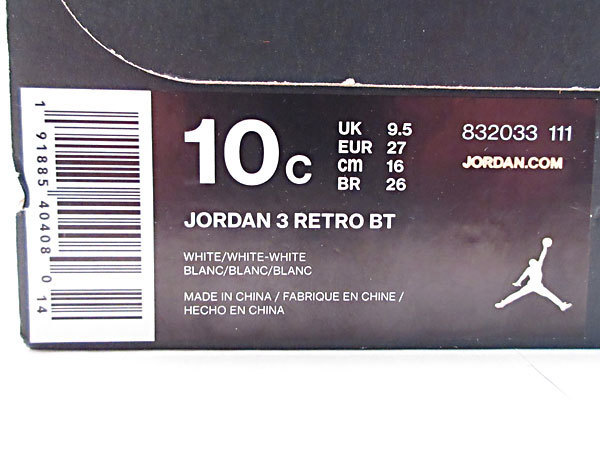 1 91885 40408 0 14
10C
UK 9.5
EUR 27
cm 16
BR 26
832033 111
JORDAN.COM
JORDAN 3 RETRO BT
WHITE/WHITE-WHITE
BLANC/BLANC/BLANC
MADE IN CHINA / FABRIQUE EN CHINE /
HECHO EN CHINA